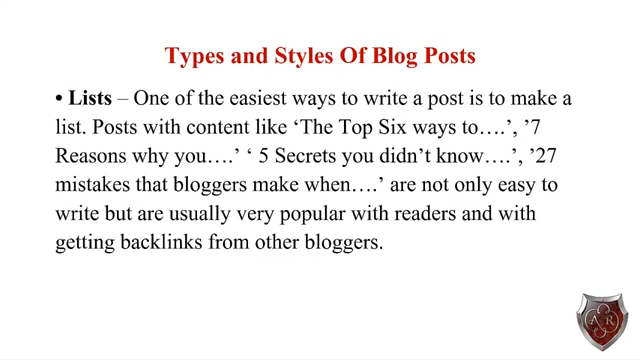 Types and Styles Of Blog Posts
• Lists – One of the easiest ways to write a post is to make a
list. Posts with content like ‘The Top Six ways to….’, ’7
Reasons why you….’ ‘ 5 Secrets you didn’t know….’, ’27
mistakes that bloggers make when….’ are not only easy to
write but are usually very popular with readers and with
getting backlinks from other bloggers.
A R